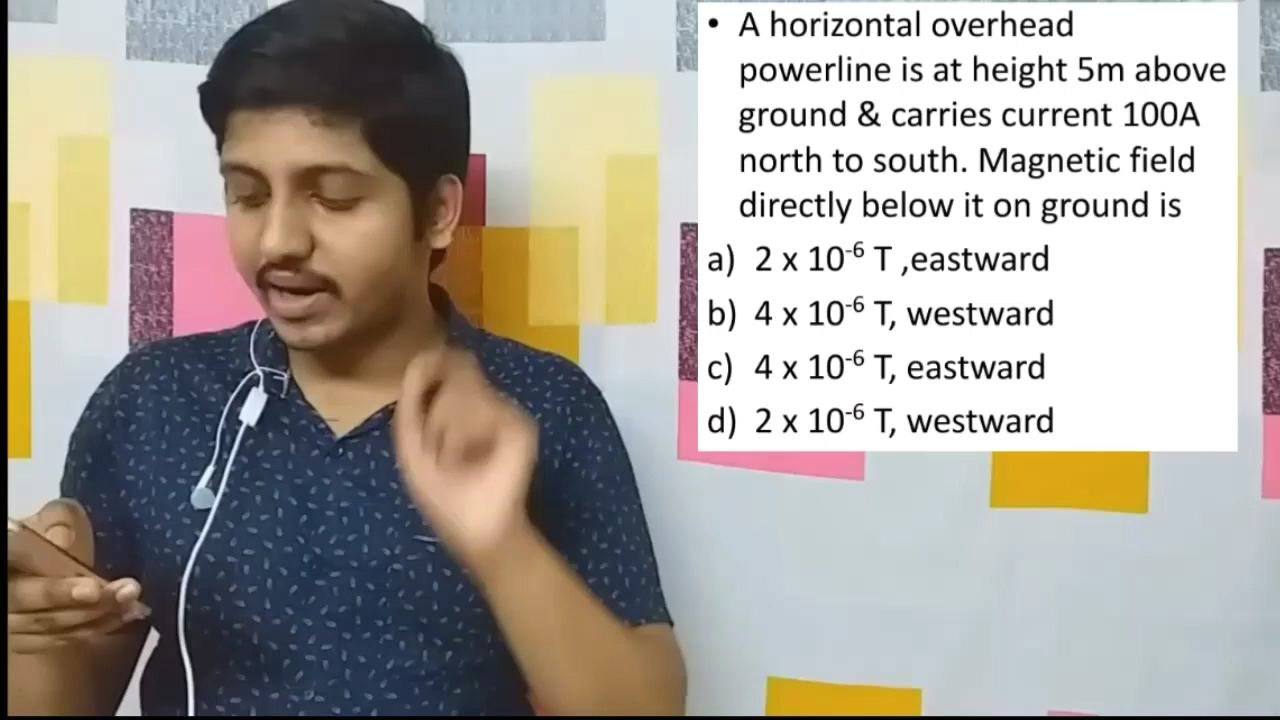 • A horizontal overhead
powerline is at height 5m above
ground & carries current 100A
north to south. Magnetic field
directly below it on ground is
a) 2 x 10⁻⁶ T ,eastward
b) 4 x 10⁻⁶ T, westward
c) 4 x 10⁻⁶ T, eastward
d) 2 x 10⁻⁶ T, westward